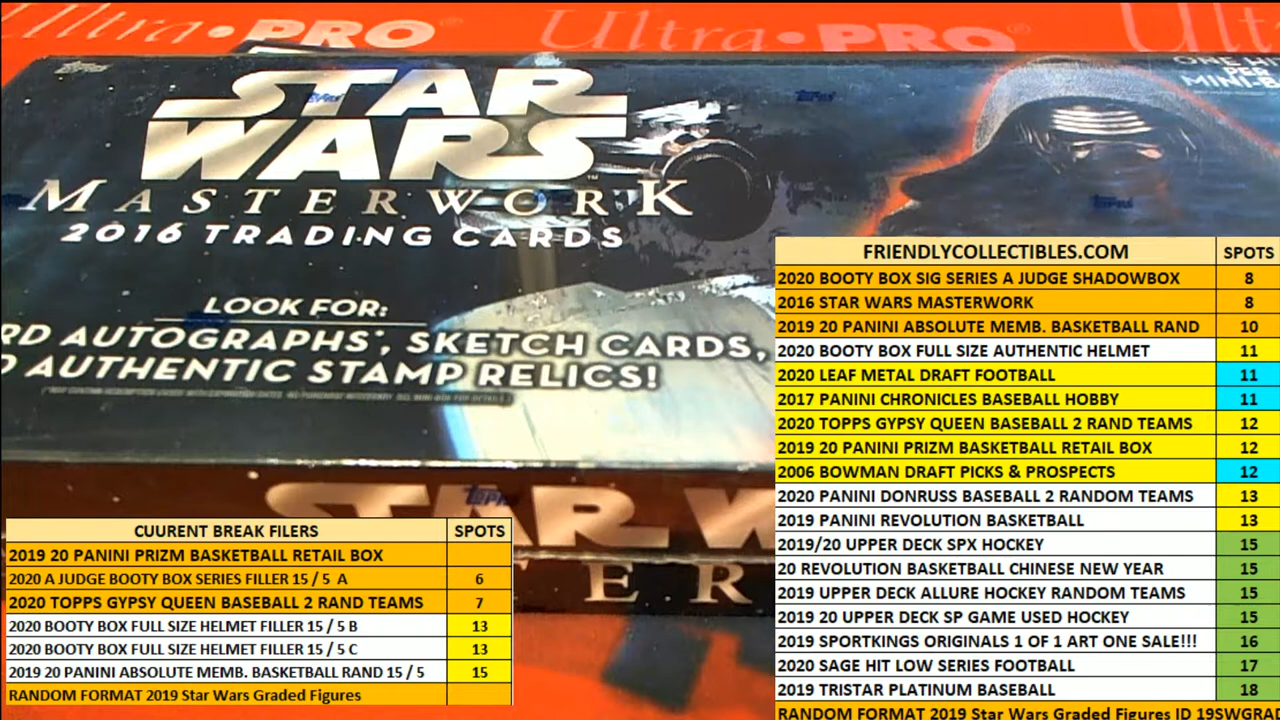 Ultra•PRO Ultra•PRO Ult
Topps
STAR
WARS
MASTERWORK
2016 TRADING CARDS
LOOK FOR:
RD AUTOGRAPHS*, SKETCH CARDS,
AUTHENTIC STAMP RELICS!
ONE HI
PER
MINI-B
STAR W
TER
FRIENDLYCOLLECTIBLES.COM SPOTS
2020 BOOTY BOX SIG SERIES A JUDGE SHADOWBOX 8
2016 STAR WARS MASTERWORK 8
2019 20 PANINI ABSOLUTE MEMB. BASKETBALL RAND 10
2020 BOOTY BOX FULL SIZE AUTHENTIC HELMET 11
2020 LEAF METAL DRAFT FOOTBALL 11
2017 PANINI CHRONICLES BASEBALL HOBBY 11
2020 TOPPS GYPSY QUEEN BASEBALL 2 RAND TEAMS 12
2019 20 PANINI PRIZM BASKETBALL RETAIL BOX 12
2006 BOWMAN DRAFT PICKS & PROSPECTS 12
2020 PANINI DONRUSS BASEBALL 2 RANDOM TEAMS 13
2019 PANINI REVOLUTION BASKETBALL 13
2019/20 UPPER DECK SPX HOCKEY 15
20 REVOLUTION BASKETBALL CHINESE NEW YEAR 15
2019 UPPER DECK ALLURE HOCKEY RANDOM TEAMS 15
2019 20 UPPER DECK SP GAME USED HOCKEY 15
2019 SPORTKINGS ORIGINALS 1 OF 1 ART ONE SALE!!! 16
2020 SAGE HIT LOW SERIES FOOTBALL 17
2019 TRISTAR PLATINUM BASEBALL 18
RANDOM FORMAT 2019 Star Wars Graded Figures ID 19SWGRAD
CUURENT BREAK FILERS SPOTS
2019 20 PANINI PRIZM BASKETBALL RETAIL BOX
2020 A JUDGE BOOTY BOX SERIES FILLER 15 / 5 A 6
2020 TOPPS GYPSY QUEEN BASEBALL 2 RAND TEAMS 7
2020 BOOTY BOX FULL SIZE HELMET FILLER 15 / 5 B 13
2020 BOOTY BOX FULL SIZE HELMET FILLER 15 / 5 C 13
2019 20 PANINI ABSOLUTE MEMB. BASKETBALL RAND 15 / 5 15
RANDOM FORMAT 2019 Star Wars Graded Figures